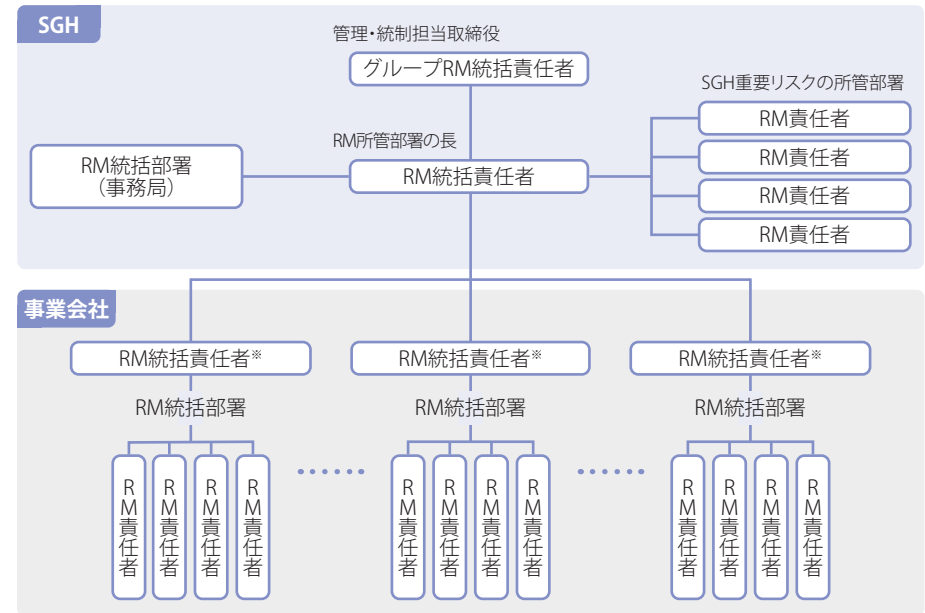 SGH
管理・統制担当取締役
グループRM統括責任者
SGH重要リスクの所管部署
RM責任者
RM所管部署の長
RM統括部署
（事務局）
RM統括責任者
RM責任者
RM責任者
RM責任者
事業会社
RM統括責任者※
RM統括責任者※
RM統括責任者※
RM統括部署
RM統括部署
RM統括部署
RM責任者
RM責任者
RM責任者
RM責任者
……
RM責任者
RM責任者
RM責任者
RM責任者
……
RM責任者
RM責任者
RM責任者
RM責任者